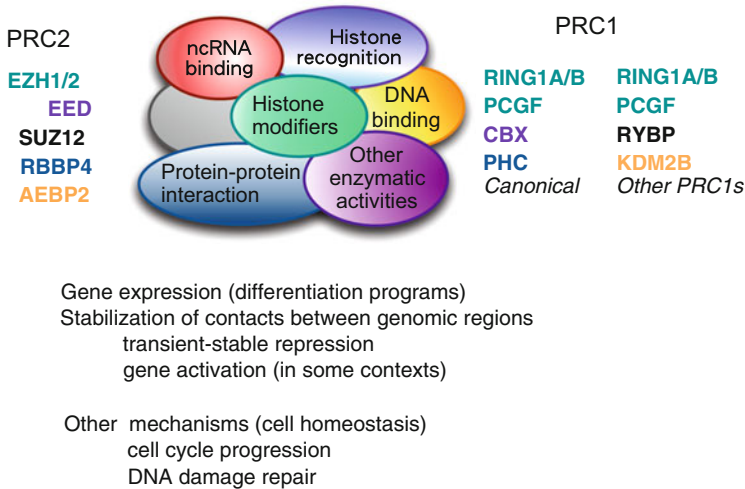 PRC2
EZH1/2
EED
SUZ12
RBBP4
AEBP2
ncRNA
binding
Histone
recognition
Histone
modifiers
DNA
binding
Protein-protein
interaction
Other
enzymatic
activities
PRC1
RING1A/B
PCGF
CBX
PHC
Canonical
RING1A/B
PCGF
RYBP
KDM2B
Other PRC1s
Gene expression (differentiation programs)
Stabilization of contacts between genomic regions
transient-stable repression
gene activation (in some contexts)
Other mechanisms (cell homeostasis)
cell cycle progression
DNA damage repair